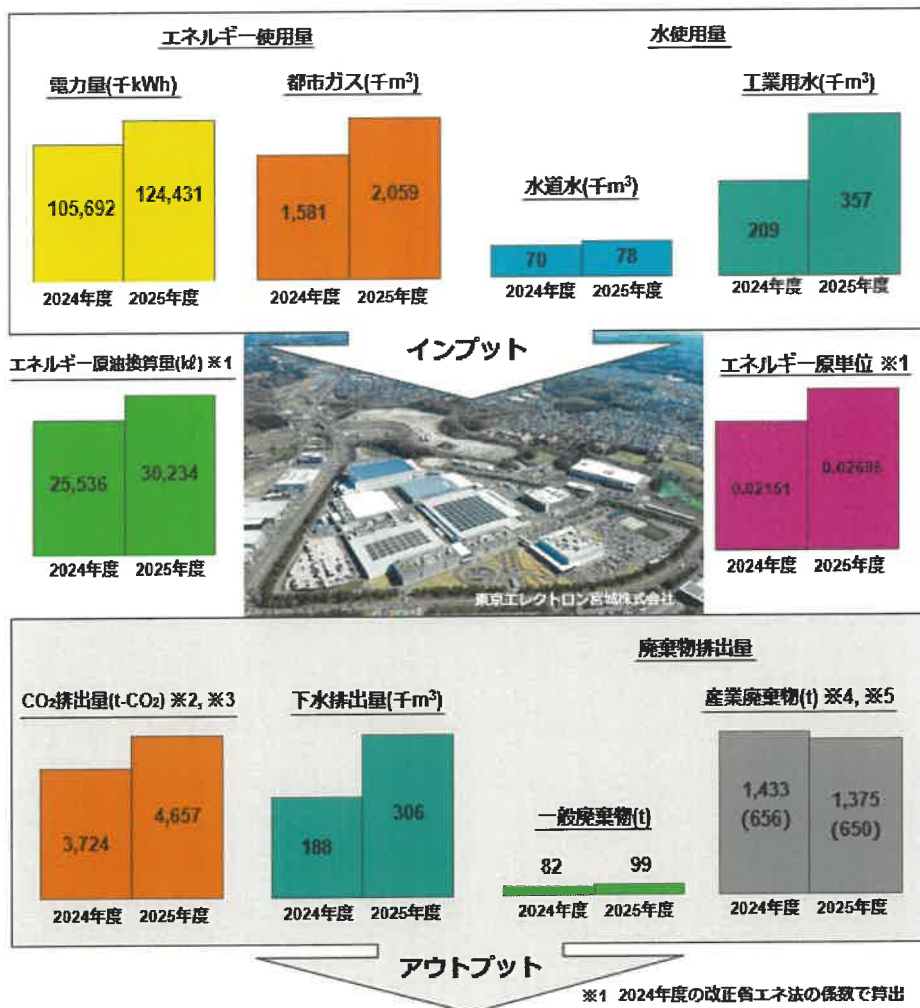 エネルギー使用量
水使用量
電力量(千kWh)
都市ガス(千m³)
水道水(千m³)
工業用水(千m³)
105,692
124,431
1,581
2,059
70
78
209
357
2024年度 2025年度
2024年度 2025年度
2024年度 2025年度
2024年度 2025年度
インプット
エネルギー原油換算量(kℓ) ※1
エネルギー原単位 ※1
25,536
30,234
0.02151
2024年度 2025年度
2024年度 2025年度
東京エレクトロン宮城株式会社
廃棄物排出量
CO₂排出量(t-CO₂) ※2, ※3
下水排出量(千m³)
一般廃棄物(t)
産業廃棄物(t) ※4, ※5
3,724
4,657
188
306
82
99
1,433
(656)
1,375
(650)
2024年度 2025年度
2024年度 2025年度
2024年度 2025年度
2024年度 2025年度
アウトプット
※1 2024年度の改正省エネ法の係数で算出